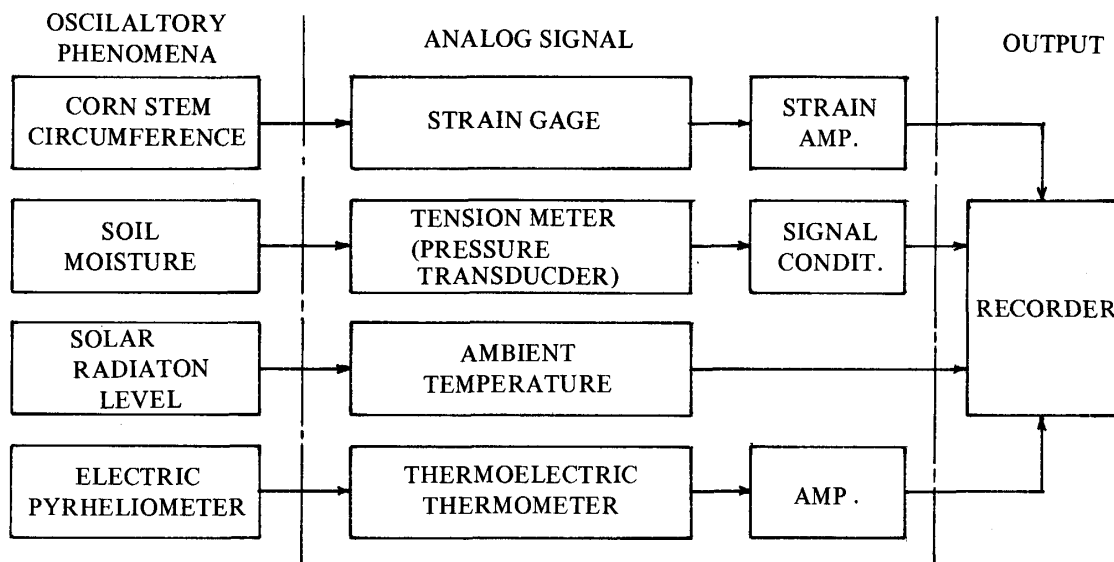 OSCILALTORY
PHENOMENA
ANALOG SIGNAL
OUTPUT
CORN STEM
CIRCUMFERENCE
STRAIN GAGE
STRAIN
AMP.
SOIL
MOISTURE
TENSION METER
(PRESSURE
TRANSDUCDER)
SIGNAL
CONDIT.
RECORDER
SOLAR
RADIATON
LEVEL
AMBIENT
TEMPERATURE
ELECTRIC
PYRHELIOMETER
THERMOELECTRIC
THERMOMETER
AMP.